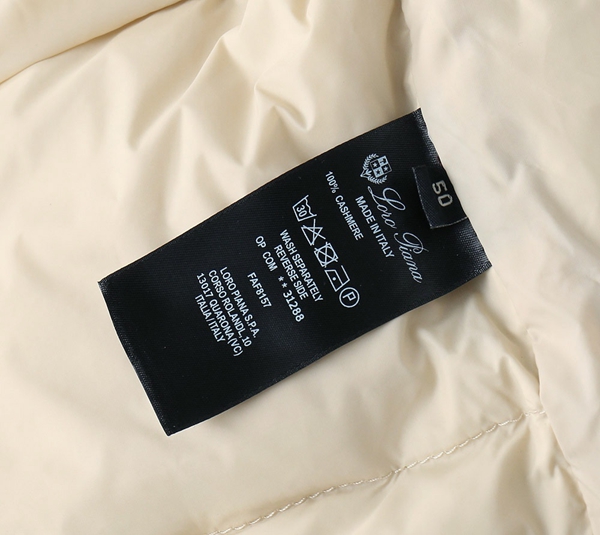 Loro Piana
MADE IN ITALY
50
100% CASHMERE
30
P
WASH SEPARATELY
REVERSE SIDE
OP COM ** 31288
FAF8157
LORO PIANA S.P.A.
CORSO ROLANDI, 10
13017 QUARONA(VC)
ITALIA/ITALY